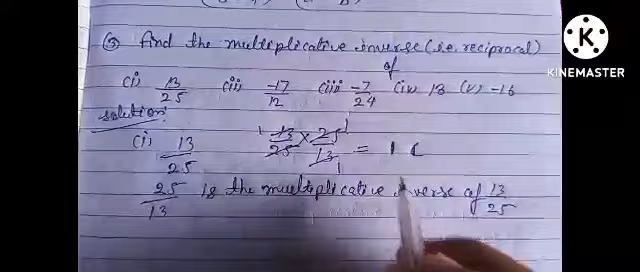 ③ find the multiplicative inverse (i.e. reciprocal) of
(i) 13/25 (ii) -17/12 (iii) -7/24 (iv) 18 (v) -16
KINEMASTER
solution:
(i) 13/25 13/25 × 25/13 = 1
25/13 is the multiplicative inverse of 13/25